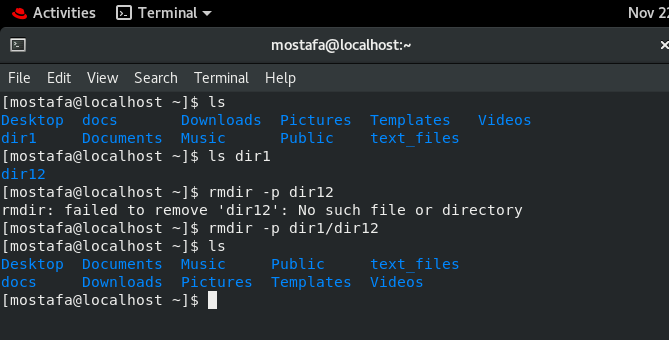 Activities Terminal Nov 22
mostafa@localhost:~
File Edit View Search Terminal Help
[mostafa@localhost ~]$ ls
Desktop docs Downloads Pictures Templates Videos
dir1 Documents Music Public text_files
[mostafa@localhost ~]$ ls dir1
dir12
[mostafa@localhost ~]$ rmdir -p dir12
rmdir: failed to remove 'dir12': No such file or directory
[mostafa@localhost ~]$ rmdir -p dir1/dir12
[mostafa@localhost ~]$ ls
Desktop Documents Music Public text_files
docs Downloads Pictures Templates Videos
[mostafa@localhost ~]$